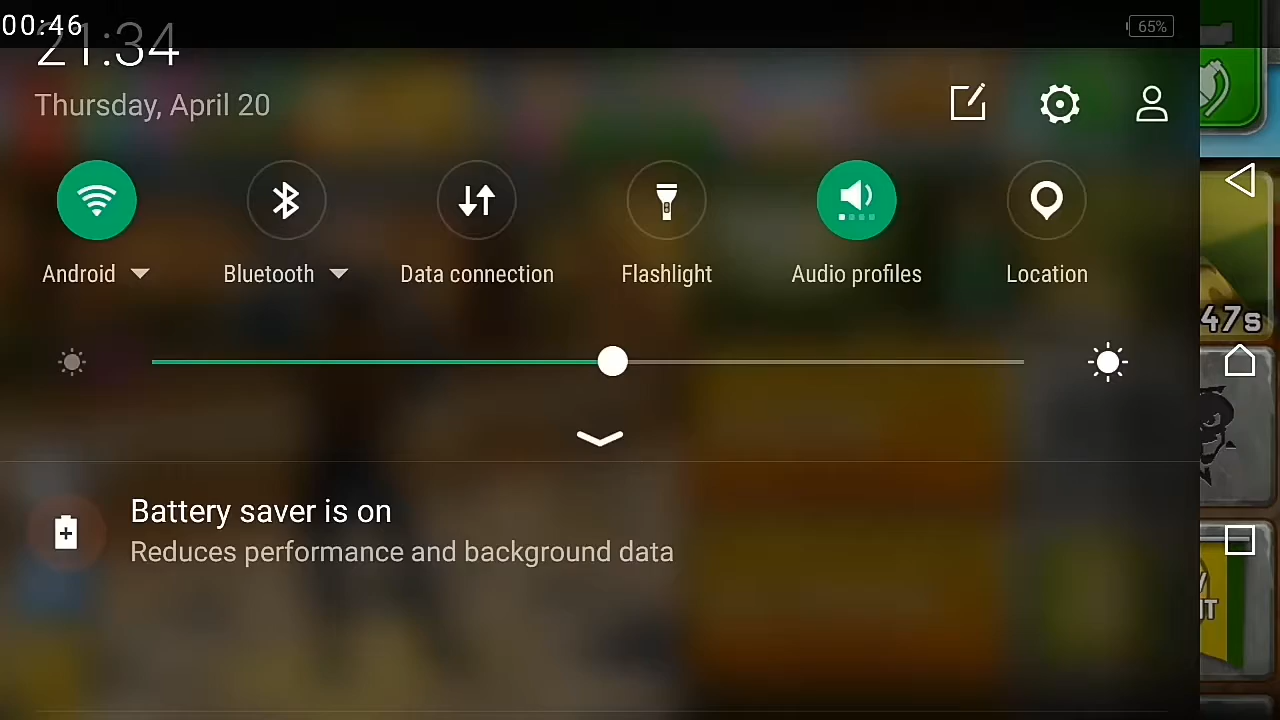 00:46
21:34
65%
Thursday, April 20
Android
Bluetooth
Data connection
Flashlight
Audio profiles
Location
47s
Battery saver is on
Reduces performance and background data